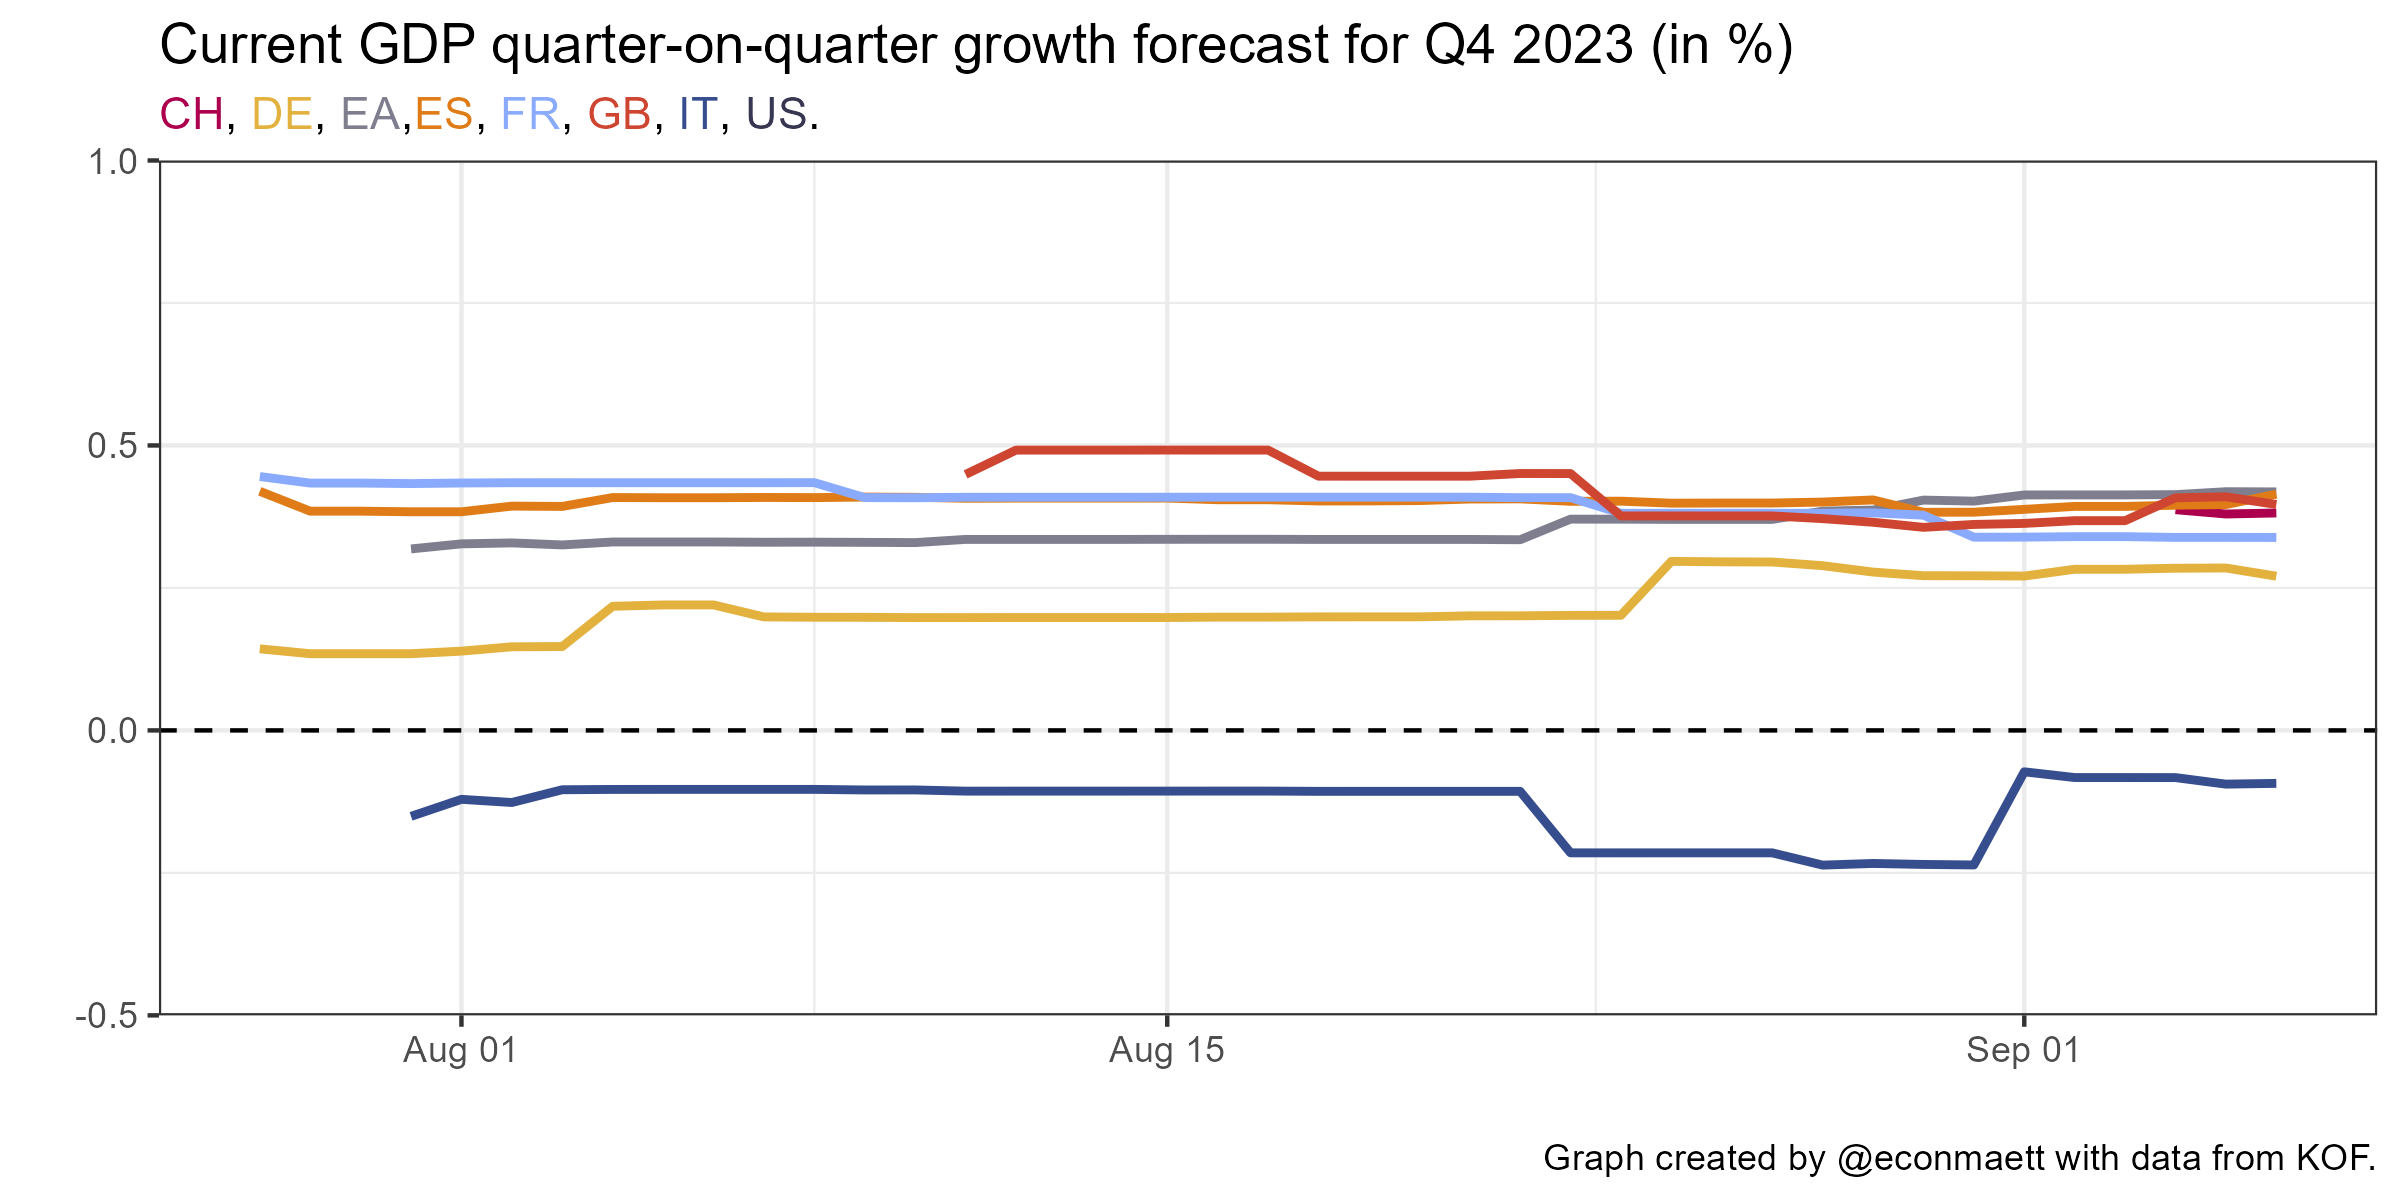 Current GDP quarter-on-quarter growth forecast for Q4 2023 (in %)
CH, DE, EA,ES, FR, GB, IT, US.
1.0
0.5
0.0
-0.5
Aug 01 Aug 15 Sep 01
Graph created by @econmaett with data from KOF.